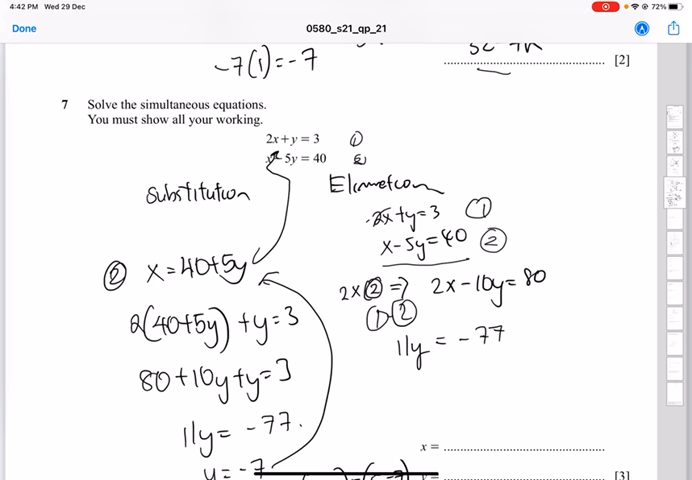 4:42 PM Wed 29 Dec
72%
Done
0580_s21_qp_21
-7(1) = -7
[2]
7 Solve the simultaneous equations.
You must show all your working.
2x + y = 3 ①
x - 5y = 40 ②
Substitution
Elimination
2x+y=3 ①
x-5y=40 ②
② x=40+5y
2x② => 2x-10y=80
①-②
2(40+5y)+y=3
11y = -77
80+10y+y=3
11y = -77.
x = 
y = -7
[3]